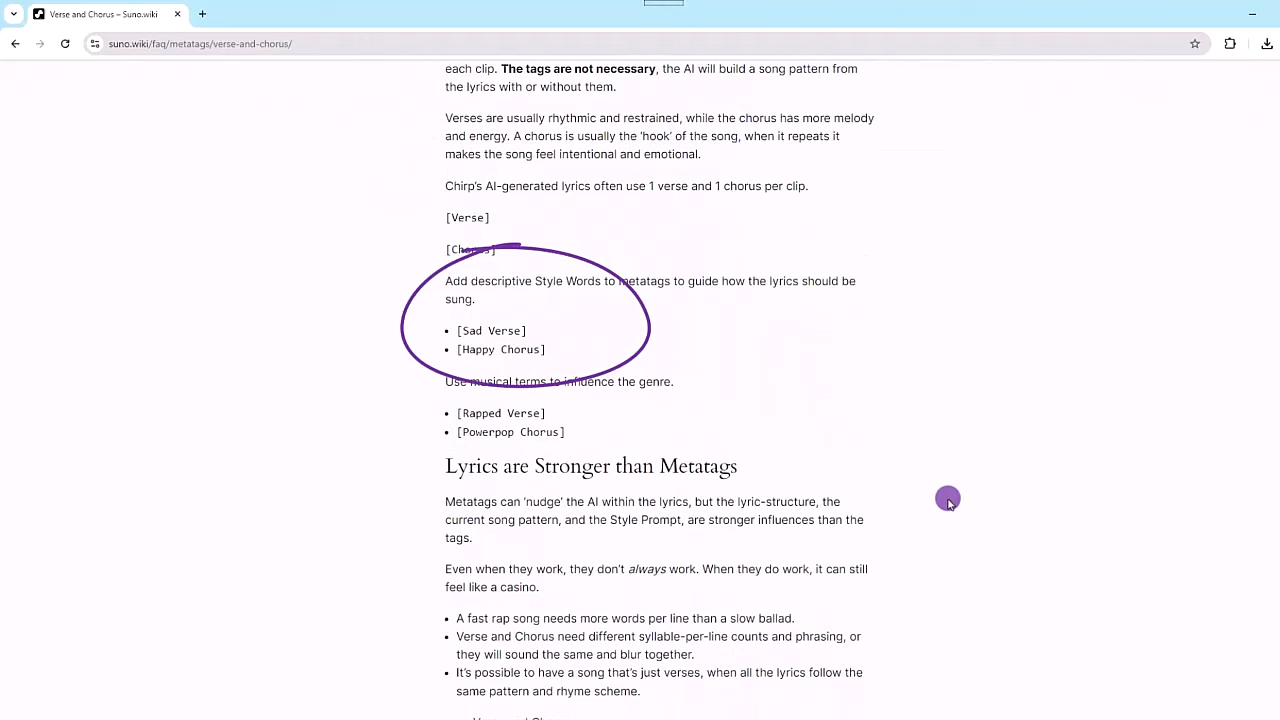 Verse and Chorus – Suno.wiki
suno.wiki/faq/metatags/verse-and-chorus/
each clip. The tags are not necessary, the AI will build a song pattern from
the lyrics with or without them.
Verses are usually rhythmic and restrained, while the chorus has more melody
and energy. A chorus is usually the ‘hook’ of the song, when it repeats it
makes the song feel intentional and emotional.
Chirp’s AI-generated lyrics often use 1 verse and 1 chorus per clip.
[Verse]
[Chorus]
Add descriptive Style Words to metatags to guide how the lyrics should be
sung.
• [Sad Verse]
• [Happy Chorus]
Use musical terms to influence the genre.
• [Rapped Verse]
• [Powerpop Chorus]
Lyrics are Stronger than Metatags
Metatags can ‘nudge’ the AI within the lyrics, but the lyric-structure, the
current song pattern, and the Style Prompt, are stronger influences than the
tags.
Even when they work, they don’t always work. When they do work, it can still
feel like a casino.
• A fast rap song needs more words per line than a slow ballad.
• Verse and Chorus need different syllable-per-line counts and phrasing, or
they will sound the same and blur together.
• It’s possible to have a song that’s just verses, when all the lyrics follow the
same pattern and rhyme scheme.